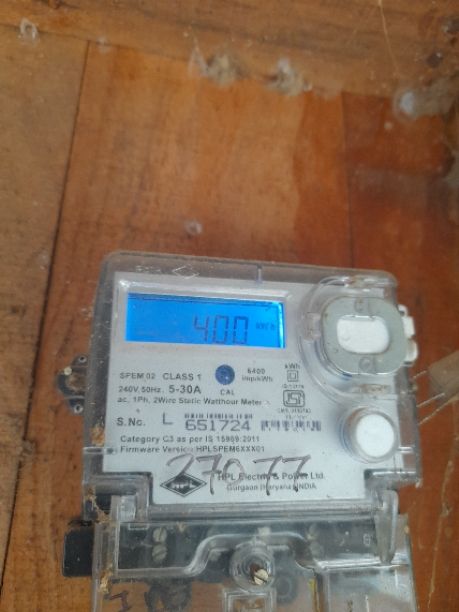 400 kWh
SPEM 02 CLASS 1
6400
imp/kWh
kWh
240V, 50Hz. 5-30A
CAL
ac, 1Ph, 2Wire Static Watthour Meter
S.No. L 651724
Category C3 as per IS 15959:2011
Firmware Version HPLSPEM6XXX01
27077
HPL
HPL Electric & Power Ltd.
Gurgaon (Haryana) INDIA